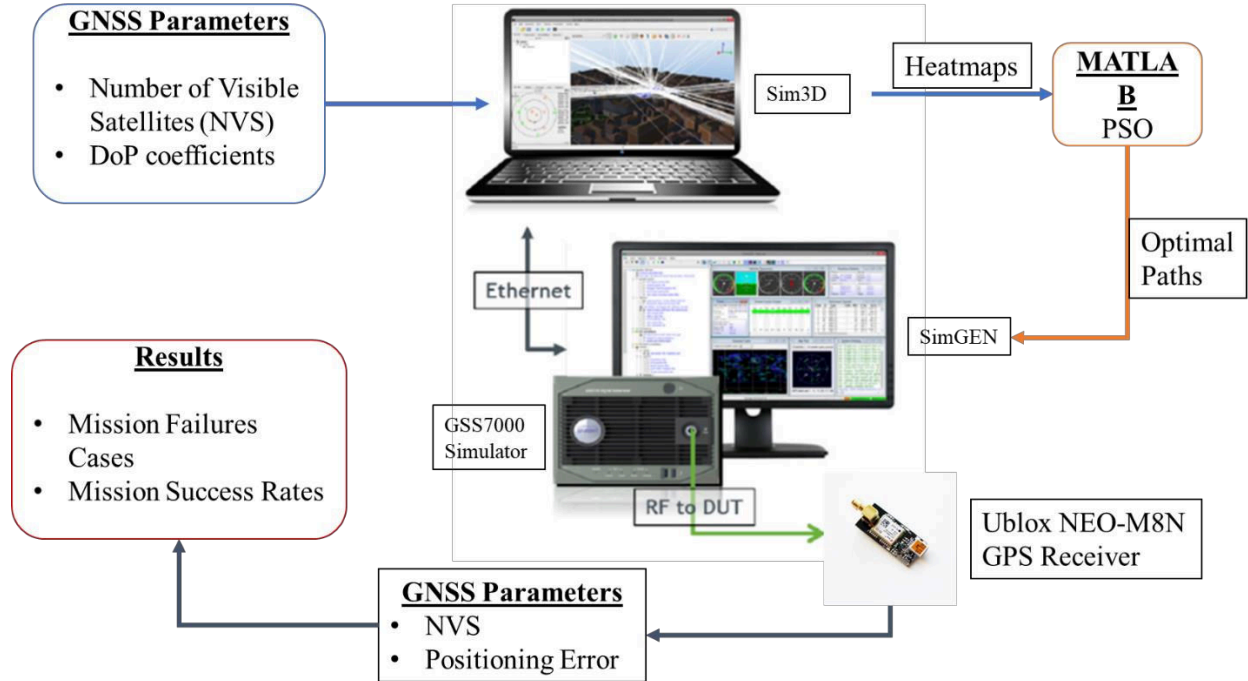 GNSS Parameters
• Number of Visible
Satellites (NVS)
• DoP coefficients
Sim3D
Heatmaps
MATLA
B
PSO
Optimal
Paths
Ethernet
SimGEN
GSS7000
Simulator
RF to DUT
Ublox NEO-M8N
GPS Receiver
GNSS Parameters
• NVS
• Positioning Error
Results
• Mission Failures
Cases
• Mission Success Rates